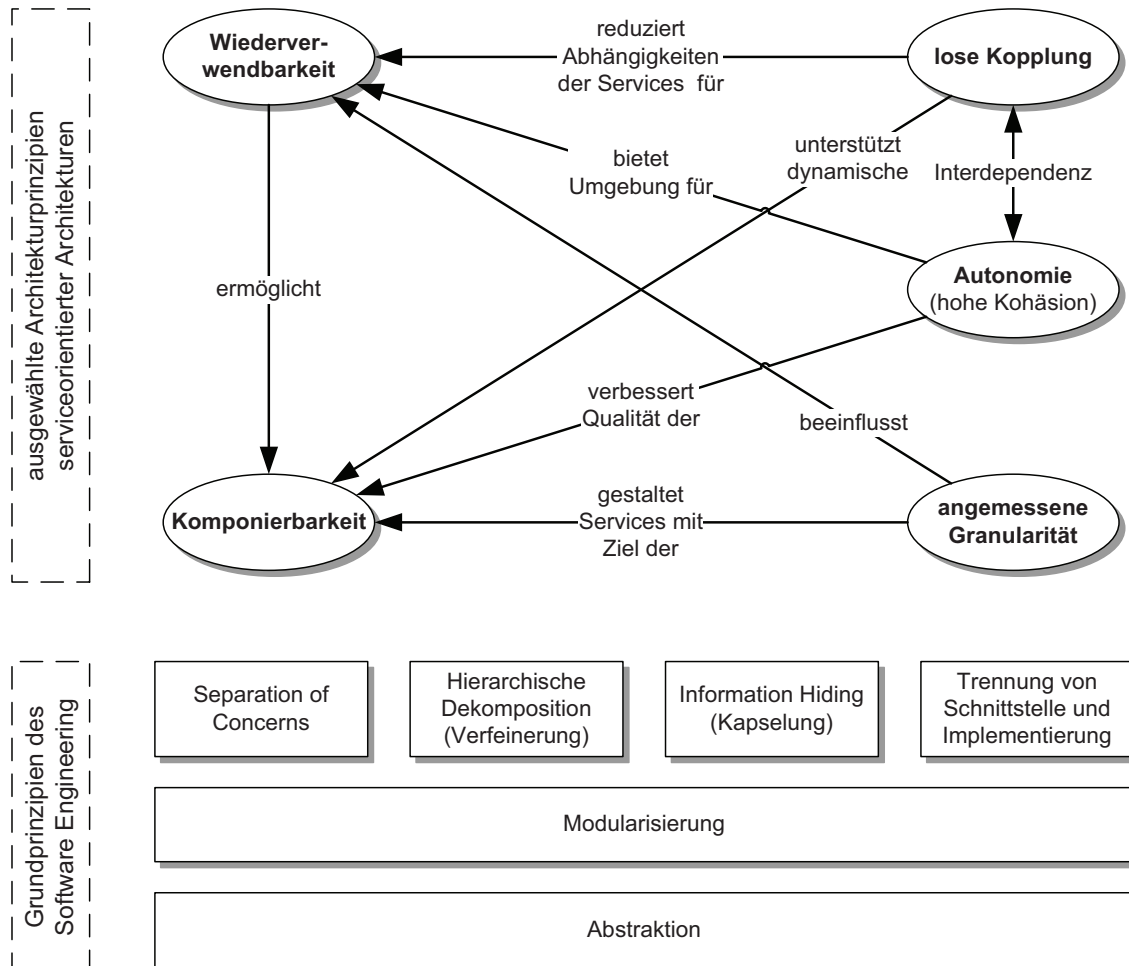 ausgewählte Architekturprinzipien
serviceorientierter Architekturen
Wiederver-
wendbarkeit
reduziert
Abhängigkeiten
der Services für
lose Kopplung
bietet
Umgebung für
unterstützt
dynamische
Interdependenz
Autonomie
(hohe Kohäsion)
ermöglicht
verbessert
Qualität der
beeinflusst
Komponierbarkeit
gestaltet
Services mit
Ziel der
angemessene
Granularität
Grundprinzipien des
Software Engineering
Separation of
Concerns
Hierarchische
Dekomposition
(Verfeinerung)
Information Hiding
(Kapselung)
Trennung von
Schnittstelle und
Implementierung
Modularisierung
Abstraktion